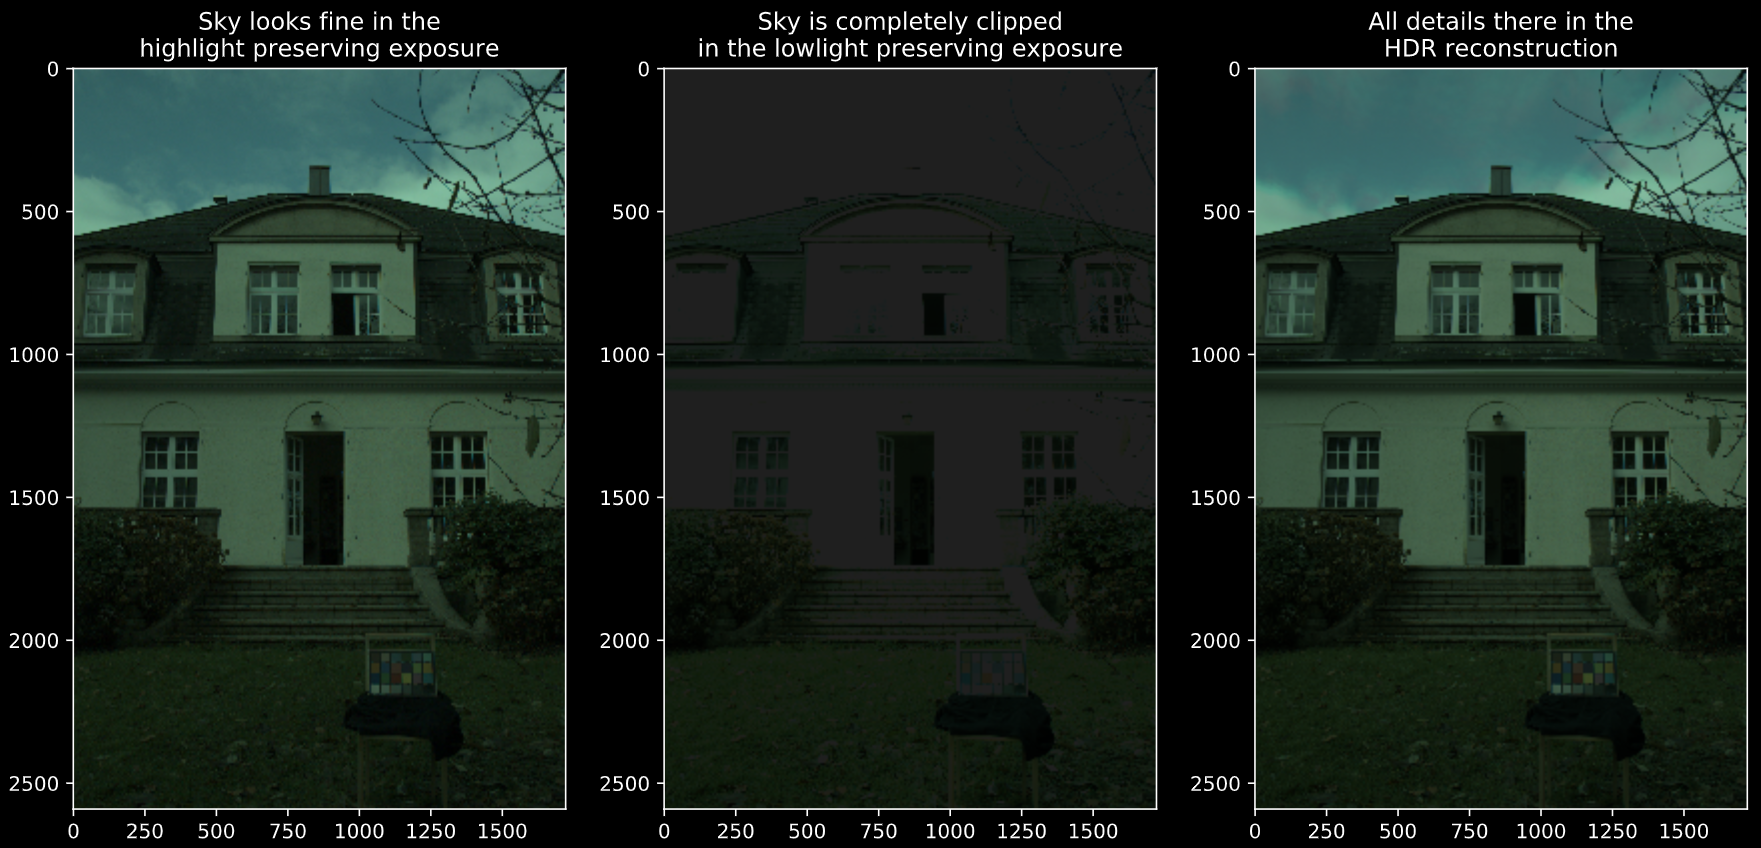 Sky looks fine in the
highlight preserving exposure
Sky is completely clipped
in the lowlight preserving exposure
All details there in the
HDR reconstruction
0
500
1000
1500
2000
2500
0 250 500 750 1000 1250 1500
0
500
1000
1500
2000
2500
0 250 500 750 1000 1250 1500
0
500
1000
1500
2000
2500
0 250 500 750 1000 1250 1500